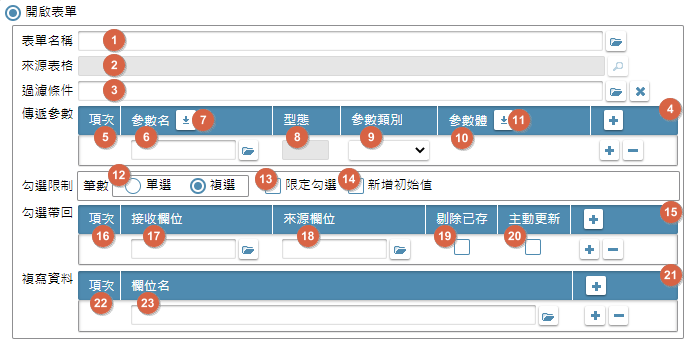 開啟表單
表單名稱 1
來源表格 2
過濾條件 3
傳遞參數 項次 參數名 7 型態 參數類別 參數體 11 4
5 6 8 9 10
勾選限制 筆數 12 單選 複選 13 限定勾選 14 新增初始值
勾選帶回 項次 接收欄位 來源欄位 剔除已存 主動更新 15
16 17 18 19 20
複寫資料 項次 欄位名 21
22 23